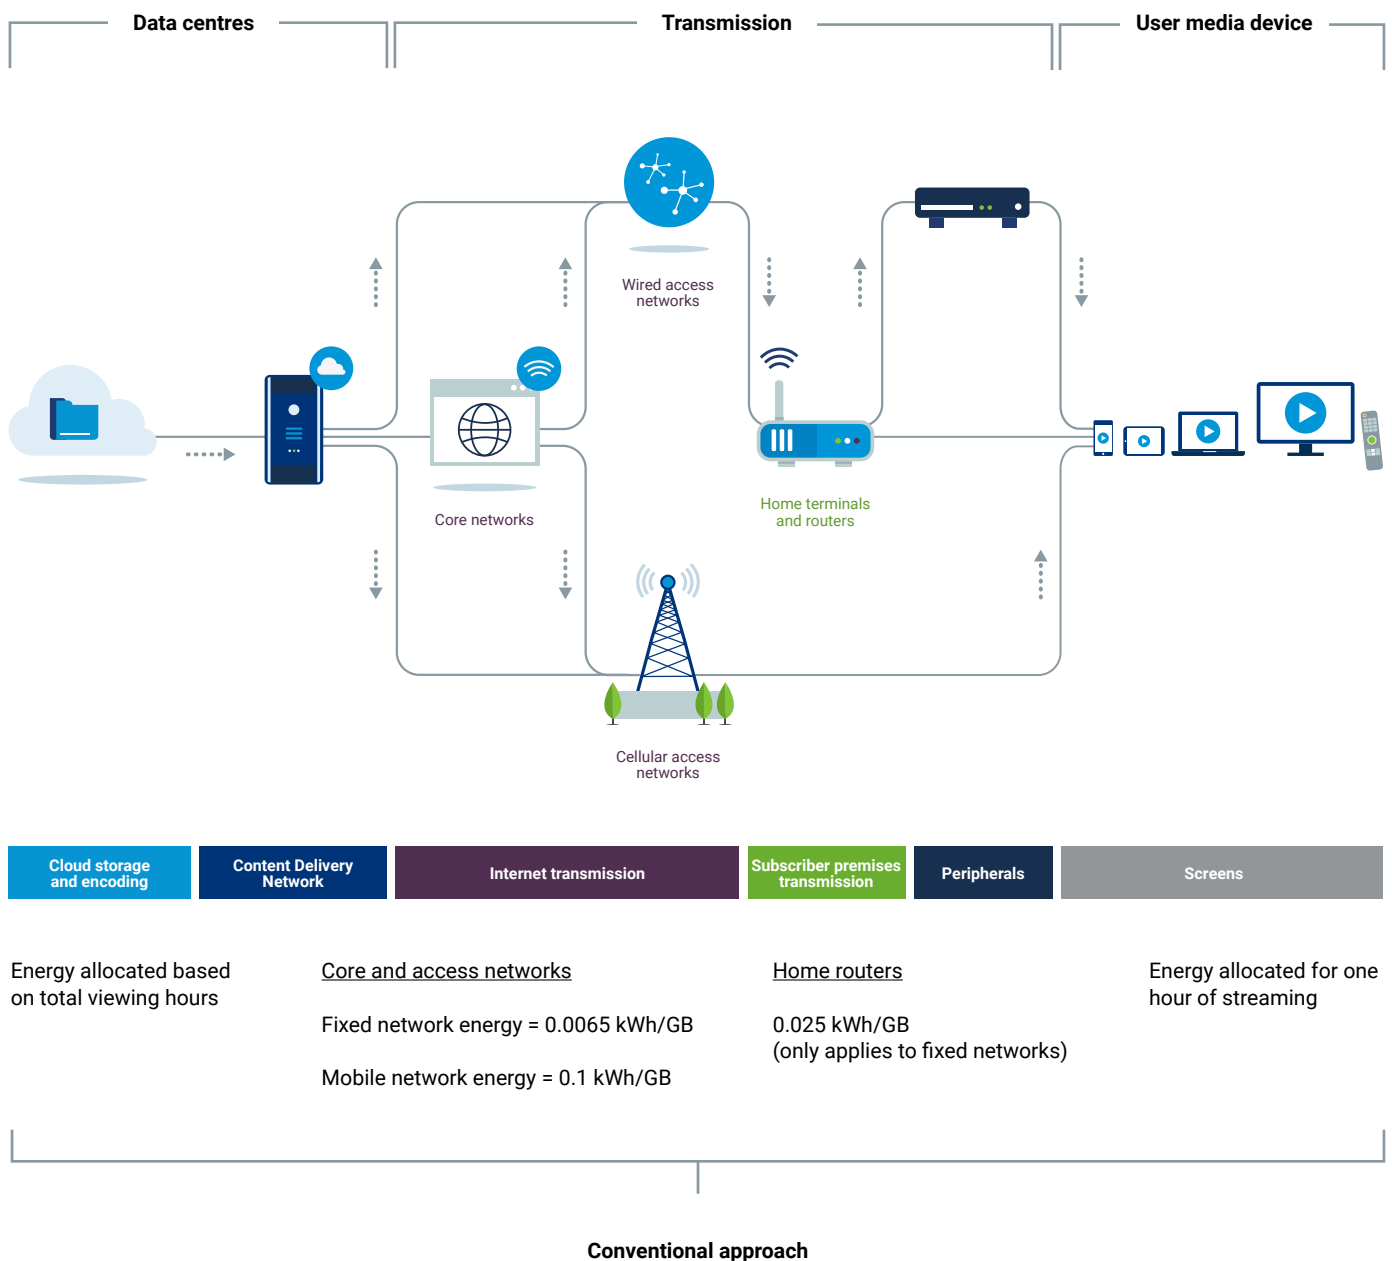 Data centres
Transmission
User media device
Wired access
networks
Core networks
Home terminals
and routers
Cellular access
networks
Cloud storage
and encoding
Content Delivery
Network
Internet transmission
Subscriber premises
transmission
Peripherals
Screens
Energy allocated based
on total viewing hours
Core and access networks
Fixed network energy = 0.0065 kWh/GB
Mobile network energy = 0.1 kWh/GB
Home routers
0.025 kWh/GB
(only applies to fixed networks)
Energy allocated for one
hour of streaming
Conventional approach